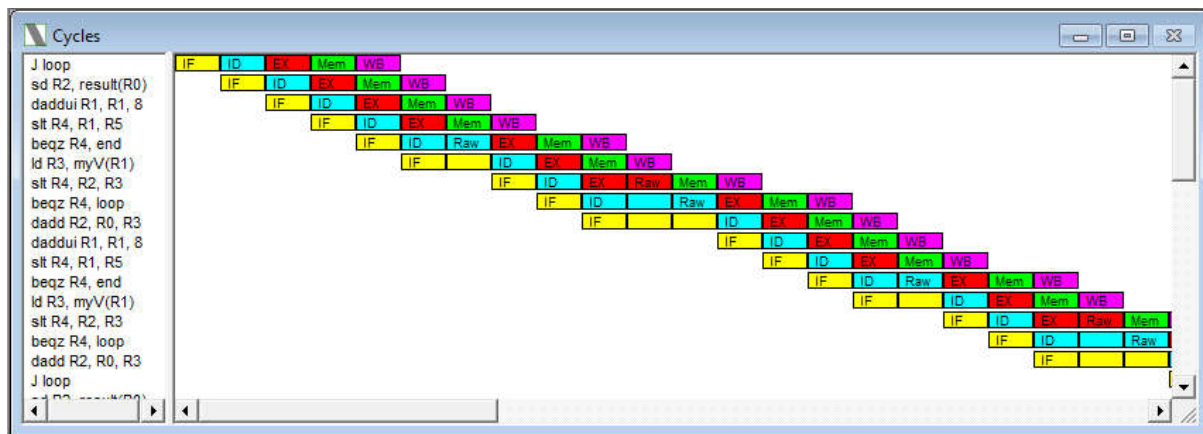 Cycles
J loop IF ID EX Mem WB
sd R2, result(R0) IF ID EX Mem WB
daddui R1, R1, 8 IF ID EX Mem WB
slt R4, R1, R5 IF ID EX Mem WB
beqz R4, end IF ID Raw EX Mem WB
ld R3, myV(R1) IF ID EX Mem WB
slt R4, R2, R3 IF ID EX Raw Mem WB
beqz R4, loop IF ID Raw EX Mem WB
dadd R2, R0, R3 IF ID EX Mem WB
daddui R1, R1, 8 IF ID EX Mem WB
slt R4, R1, R5 IF ID EX Mem WB
beqz R4, end IF ID Raw EX Mem WB
ld R3, myV(R1) IF ID EX Mem WB
slt R4, R2, R3 IF ID EX Raw Mem
beqz R4, loop IF ID Raw
dadd R2, R0, R3 IF
J loop